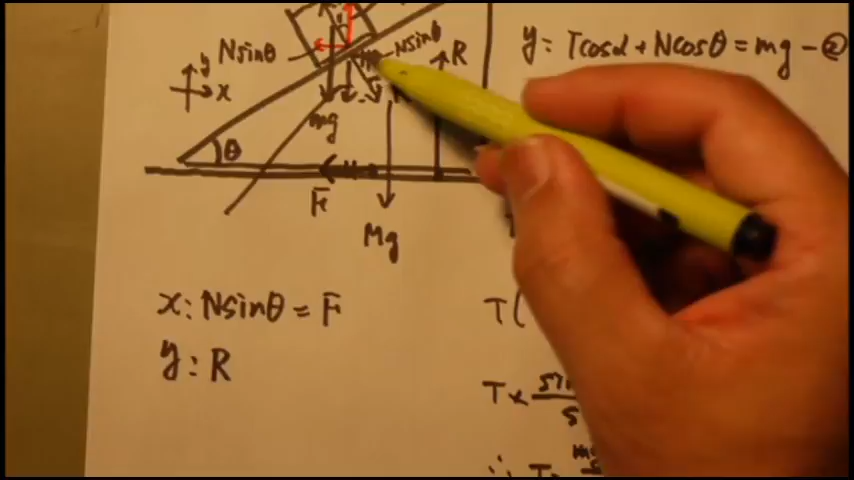 Nsinθ
Nsinθ
R
y: Tcosα + Ncosθ = mg - ②
y
x
mg
θ
F
Mg
x: Nsinθ = F
y: R
T(
T×
∴ T=